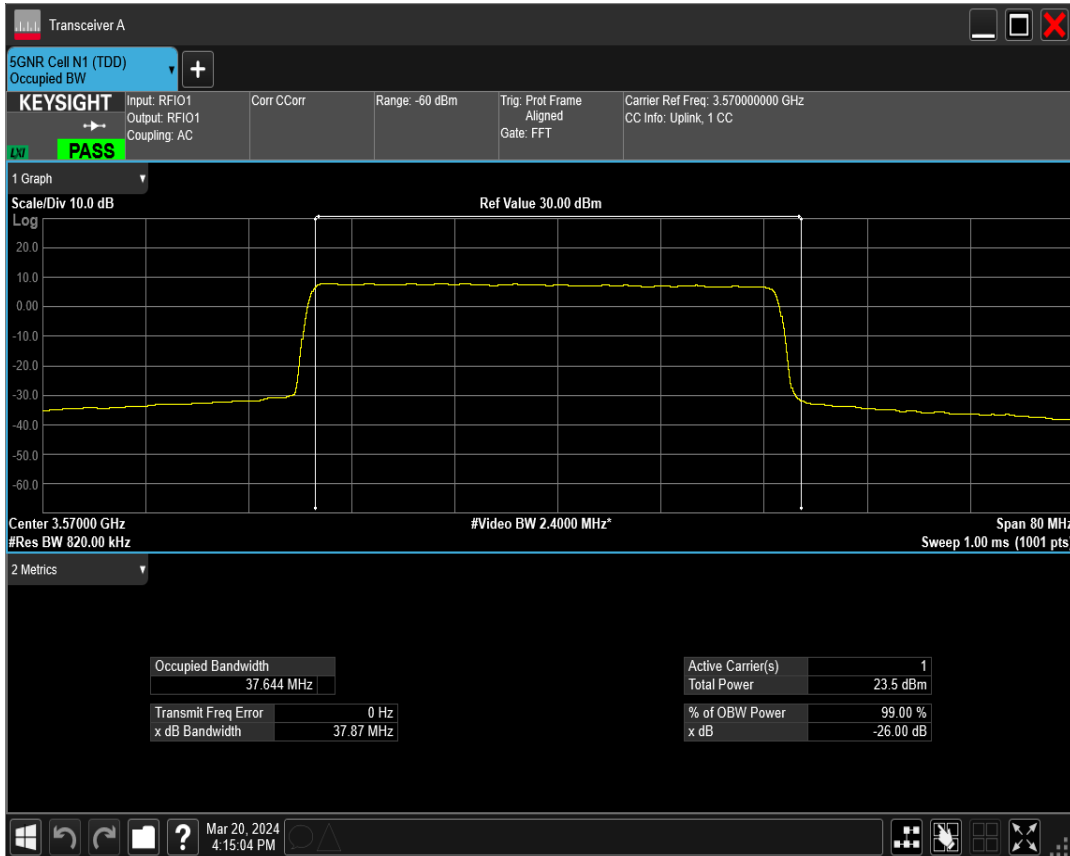 Transceiver A
5GNR Cell N1 (TDD)
Occupied BW
+
KEYSIGHT
LXI
PASS
Input: RFIO1
Output: RFIO1
Coupling: AC
Corr CCorr
Range: -60 dBm
Trig: Prot Frame
Aligned
Gate: FFT
Carrier Ref Freq: 3.570000000 GHz
CC Info: Uplink, 1 CC
1 Graph
Scale/Div 10.0 dB
Ref Value 30.00 dBm
Log
20.0
10.0
0.00
-10.0
-20.0
-30.0
-40.0
-50.0
-60.0
Center 3.57000 GHz
#Video BW 2.4000 MHz*
Span 80 MHz
#Res BW 820.00 kHz
Sweep 1.00 ms (1001 pts)
2 Metrics
Occupied Bandwidth
37.644 MHz
Transmit Freq Error 0 Hz
x dB Bandwidth 37.87 MHz
Active Carrier(s) 1
Total Power 23.5 dBm
% of OBW Power 99.00 %
x dB -26.00 dB
?
Mar 20, 2024
4:15:04 PM